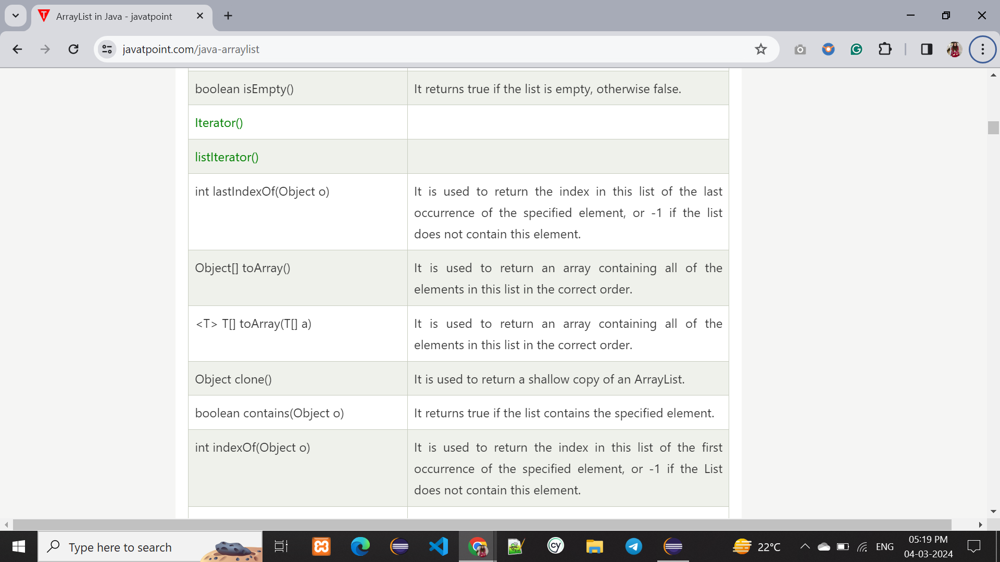 ArrayList in Java - javatpoint
javatpoint.com/java-arraylist
boolean isEmpty()
It returns true if the list is empty, otherwise false.
Iterator()
listIterator()
int lastIndexOf(Object o)
It is used to return the index in this list of the last
occurrence of the specified element, or -1 if the list
does not contain this element.
Object[] toArray()
It is used to return an array containing all of the
elements in this list in the correct order.
<T> T[] toArray(T[] a)
It is used to return an array containing all of the
elements in this list in the correct order.
Object clone()
It is used to return a shallow copy of an ArrayList.
boolean contains(Object o)
It returns true if the list contains the specified element.
int indexOf(Object o)
It is used to return the index in this list of the first
occurrence of the specified element, or -1 if the List
does not contain this element.
Type here to search
cy
22°C
ENG
05:19 PM
04-03-2024